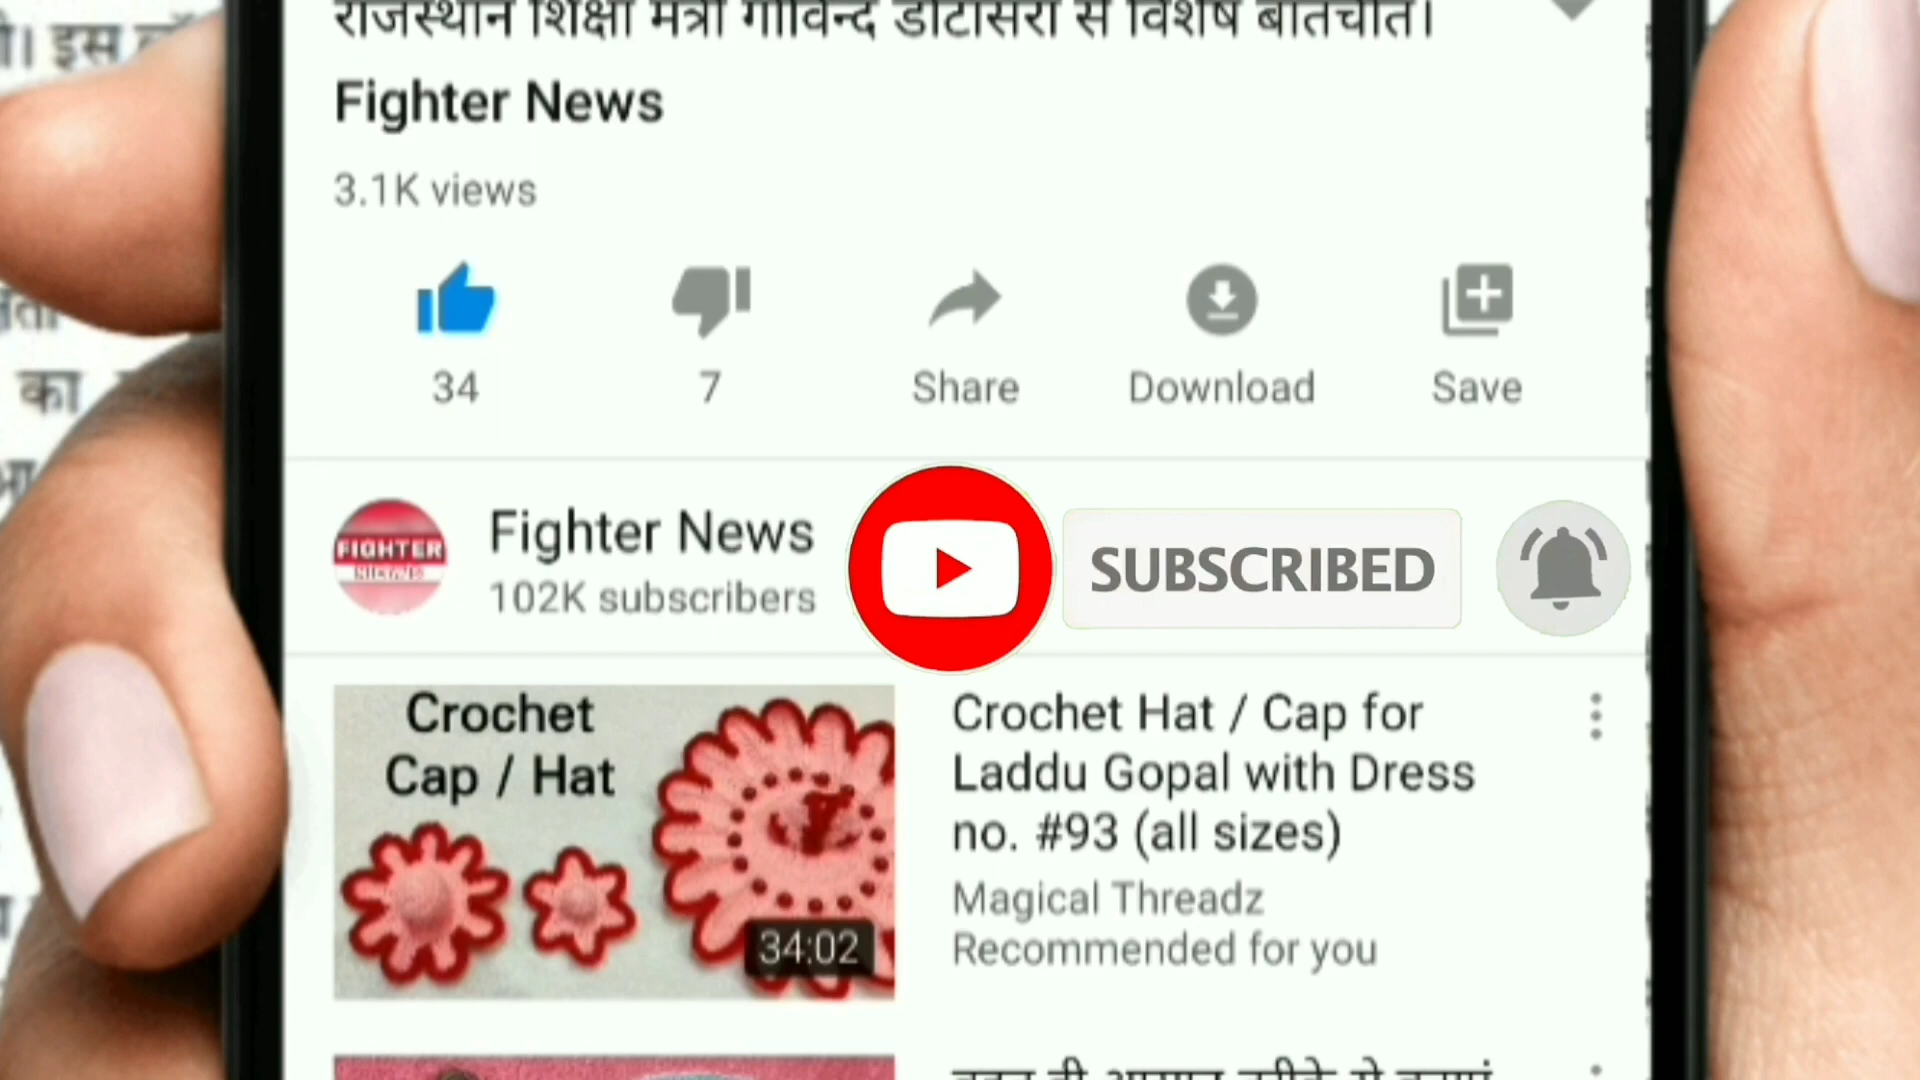 राजस्थान शिक्षा मंत्री गोविन्द डोटासरा से विशेष बातचीत।
Fighter News
3.1K views
34
7
Share
Download
Save
FIGHTER
Fighter News
102K subscribers
SUBSCRIBED
Crochet
Cap / Hat
34:02
Crochet Hat / Cap for
Laddu Gopal with Dress
no. #93 (all sizes)
Magical Threadz
Recommended for you
इस
का